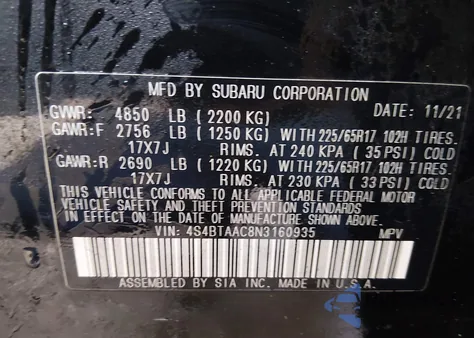 MFD BY SUBARU CORPORATION
GVWR: 4850 LB (2200 KG) DATE: 11/21
GAWR:F 2756 LB (1250 KG) WITH 225/65R17 102H TIRES.
17X7J RIMS. AT 240 KPA (35 PSI) COLD
GAWR:R 2690 LB (1220 KG) WITH 225/65R17 102H TIRES.
17X7J RIMS. AT 230 KPA (33 PSI) COLD
THIS VEHICLE CONFORMS TO ALL APPLICABLE FEDERAL MOTOR
VEHICLE SAFETY AND THEFT PREVENTION STANDARDS
IN EFFECT ON THE DATE OF MANUFACTURE SHOWN ABOVE.
VIN: 4S4BTAAC8N3160935 MPV
ASSEMBLED BY SIA INC. MADE IN U.S.A.